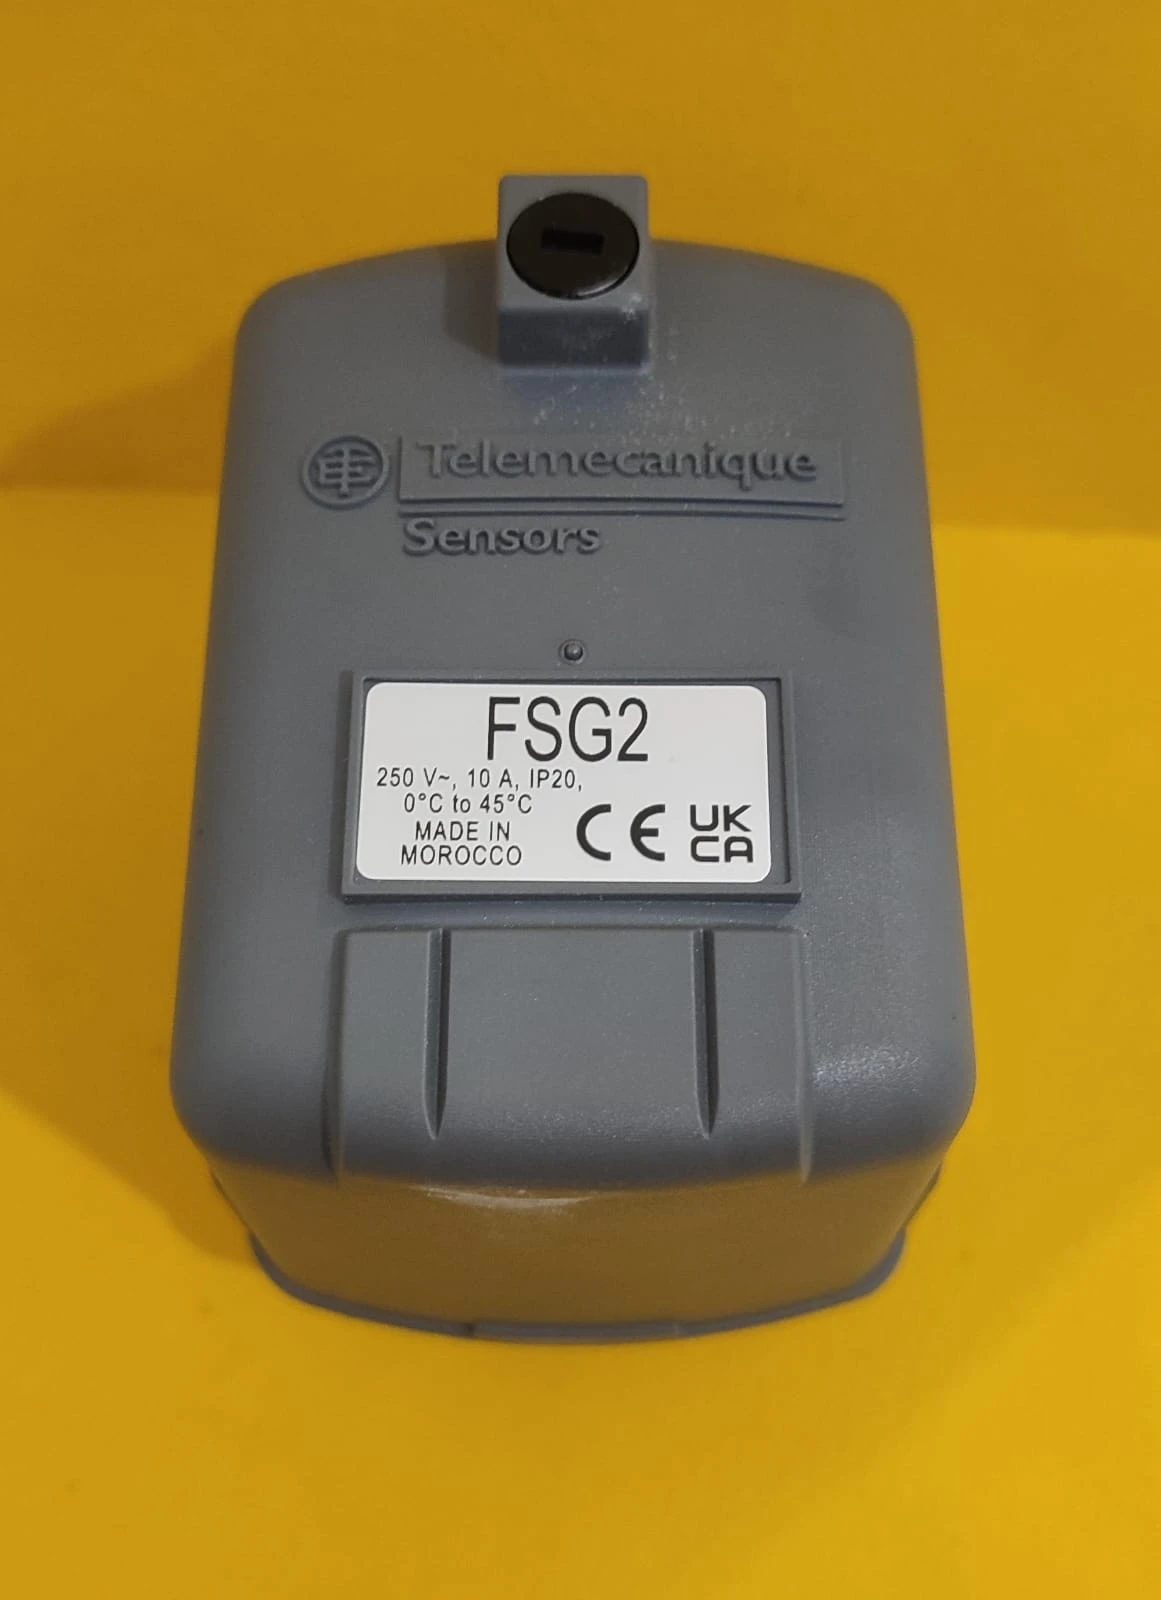 Telemecanique
Sensors
FSG2
250 V~, 10 A, IP20,
0°C to 45°C
MADE IN
MOROCCO
CE
UK
CA